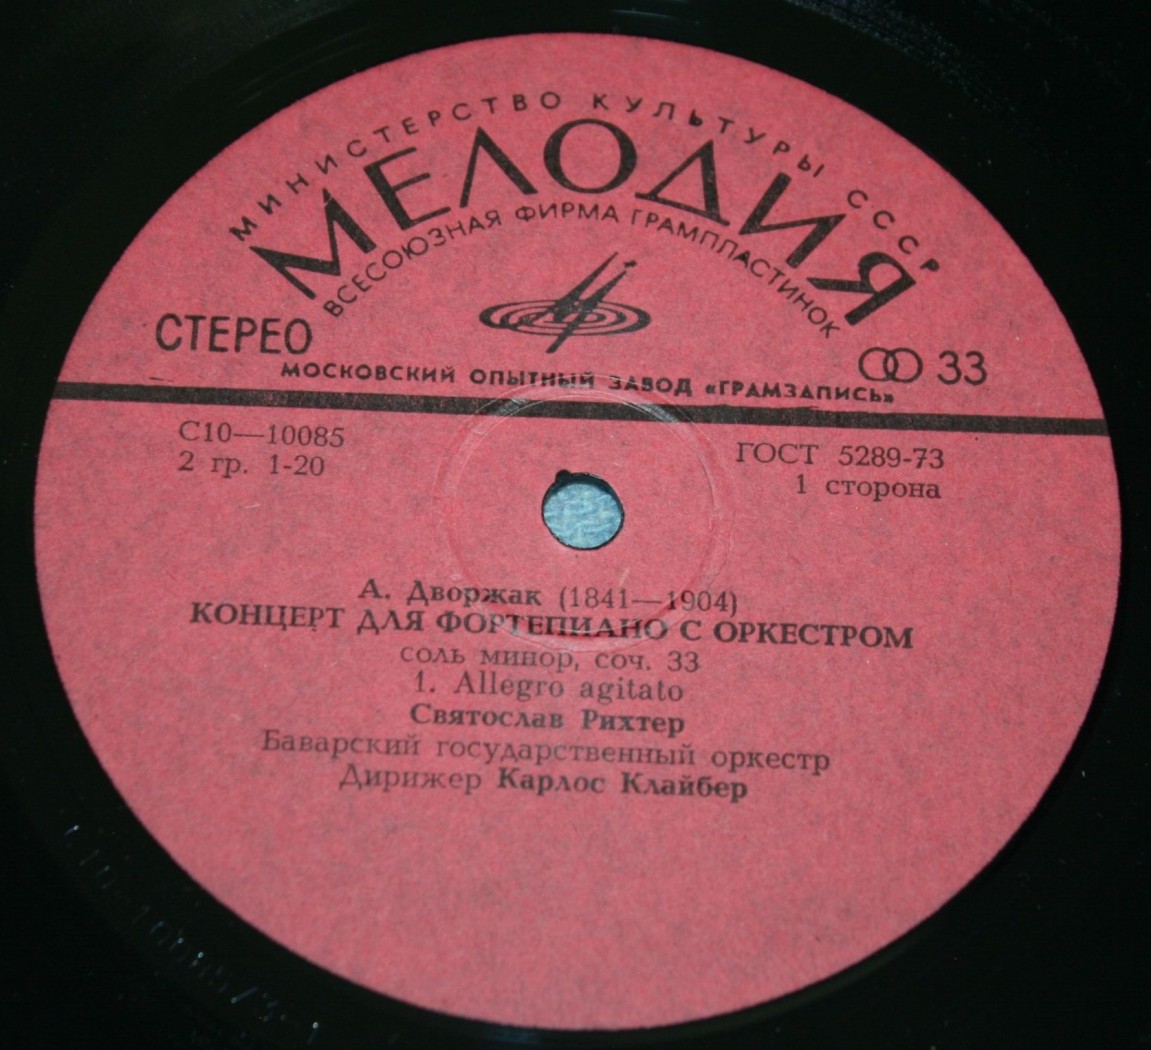 МИНИСТЕРСТВО КУЛЬТУРЫ СССР
МЕЛОДИЯ
ВСЕСОЮЗНАЯ ФИРМА ГРАМПЛАСТИНОК
СТЕРЕО
33
МОСКОВСКИЙ ОПЫТНЫЙ ЗАВОД «ГРАМЗАПИСЬ»
С10—10085
ГОСТ 5289-73
2 гр. 1-20
1 сторона
А. Дворжак (1841—1904)
КОНЦЕРТ ДЛЯ ФОРТЕПИАНО С ОРКЕСТРОМ
соль минор, соч. 33
1. Allegro agitato
Святослав Рихтер
Баварский государственный оркестр
Дирижер Карлос Клайбер